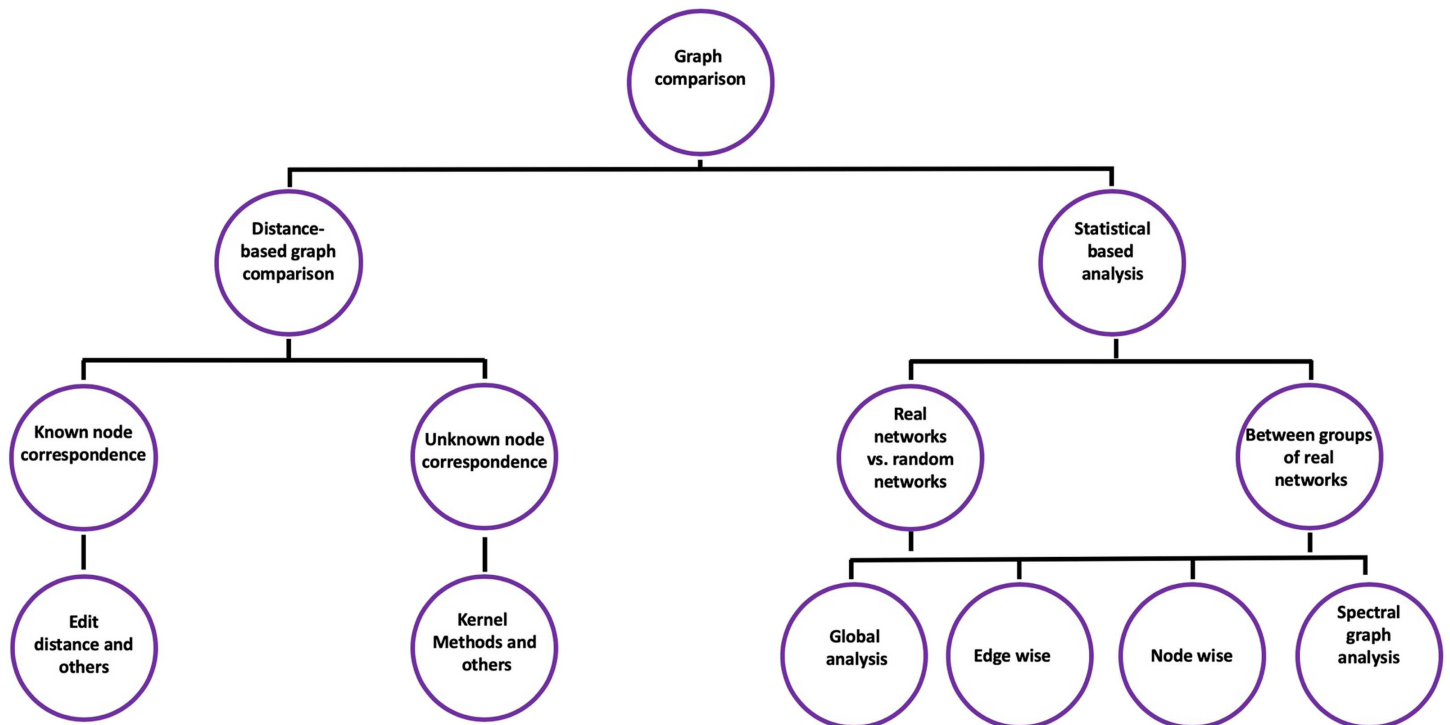 Graph
comparison
Distance-
based graph
comparison
Statistical
based
analysis
Known node
correspondence
Unknown node
correspondence
Real
networks
vs. random
networks
Between groups
of real
networks
Edit
distance and
others
Kernel
Methods and
others
Global
analysis
Edge wise
Node wise
Spectral
graph
analysis